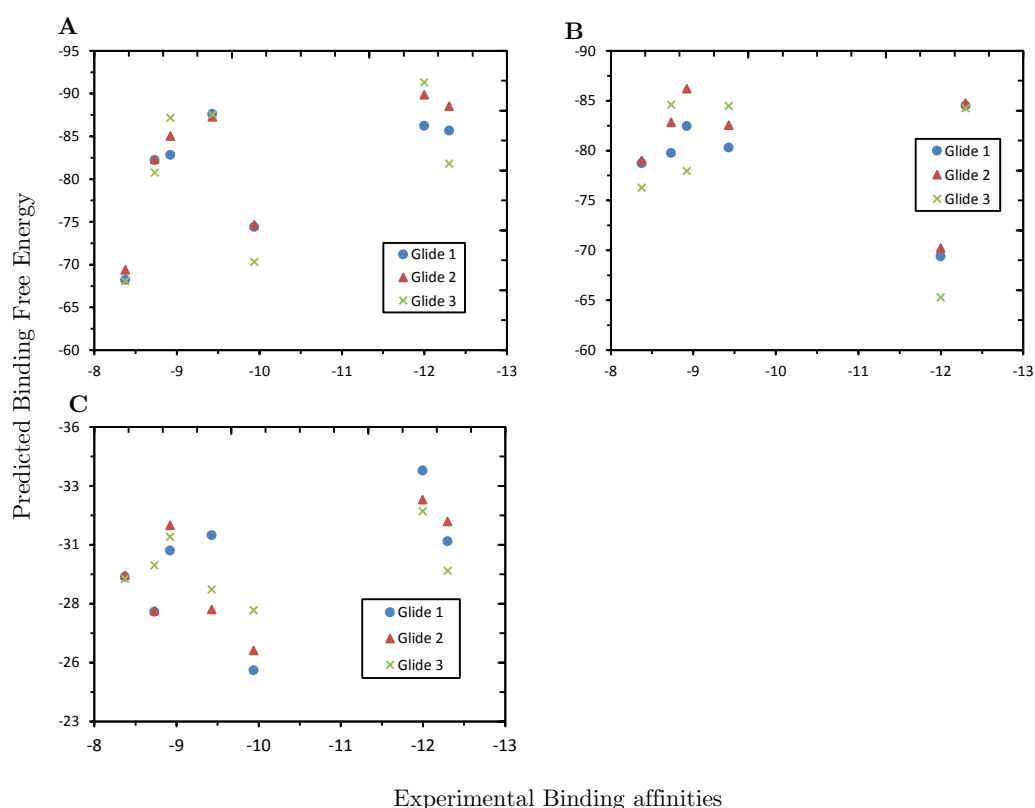 A
-95
-90
-85
-80
-75
-70
-65
-60
-8
-9
-10
-11
-12
-13
Glide 1
Glide 2
Glide 3
B
-90
-85
-80
-75
-70
-65
-60
-8
-9
-10
-11
-12
-13
Glide 1
Glide 2
Glide 3
C
-36
-33
-31
-28
-26
-23
-8
-9
-10
-11
-12
-13
Glide 1
Glide 2
Glide 3
Predicted Binding Free Energy
Experimental Binding affinities